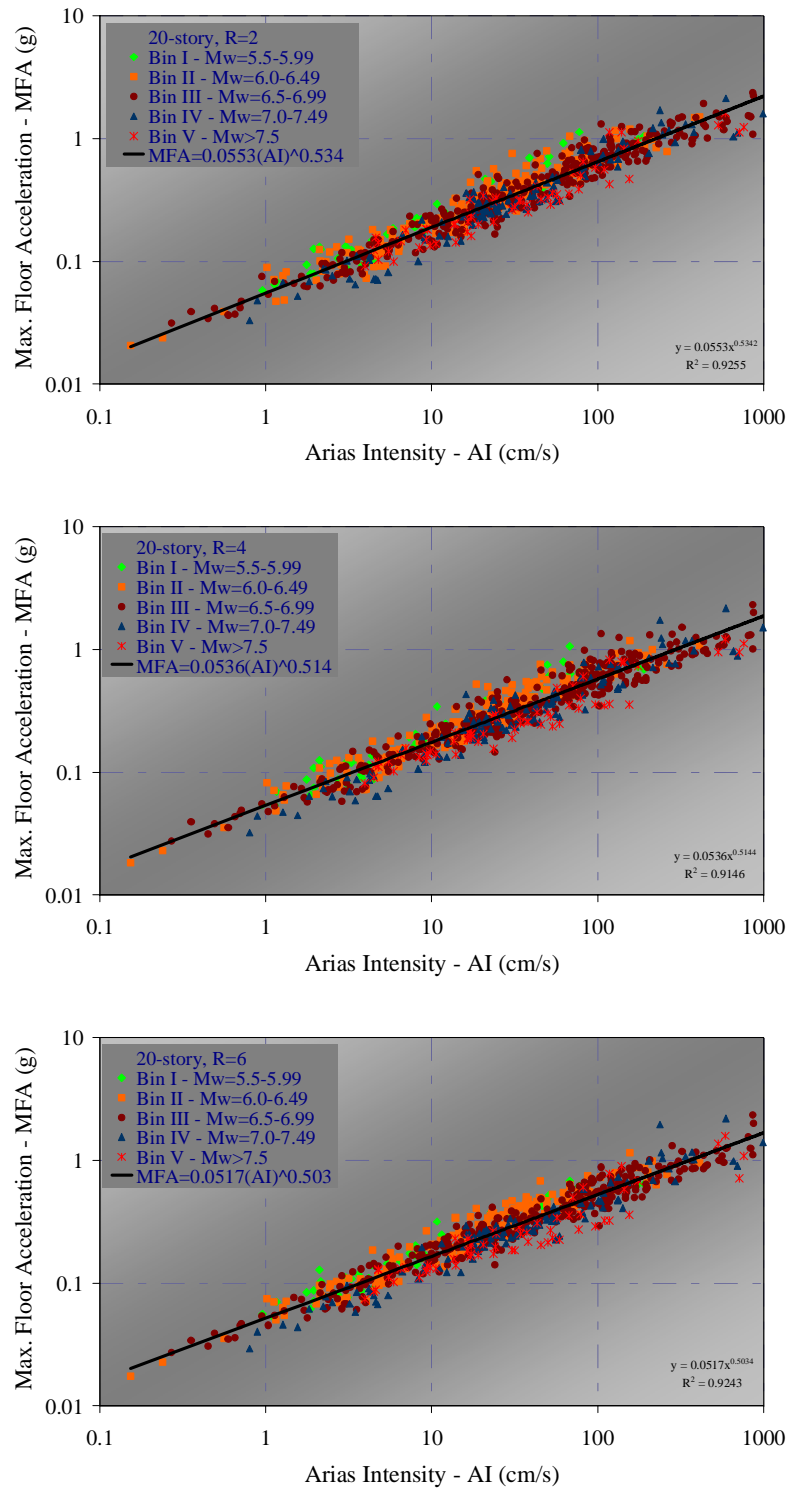 10
20-story, R=2
Bin I - Mw=5.5-5.99
Bin II - Mw=6.0-6.49
Bin III - Mw=6.5-6.99
Bin IV - Mw=7.0-7.49
Bin V - Mw>7.5
MFA=0.0553(AI)^0.534
1
0.1
0.01
Max. Floor Acceleration - MFA (g)
y = 0.0553x^0.5342
R² = 0.9255
0.1 1 10 100 1000
Arias Intensity - AI (cm/s)
10
20-story, R=4
Bin I - Mw=5.5-5.99
Bin II - Mw=6.0-6.49
Bin III - Mw=6.5-6.99
Bin IV - Mw=7.0-7.49
Bin V - Mw>7.5
MFA=0.0536(AI)^0.514
1
0.1
0.01
Max. Floor Acceleration - MFA (g)
y = 0.0536x^0.5144
R² = 0.9146
0.1 1 10 100 1000
Arias Intensity - AI (cm/s)
10
20-story, R=6
Bin I - Mw=5.5-5.99
Bin II - Mw=6.0-6.49
Bin III - Mw=6.5-6.99
Bin IV - Mw=7.0-7.49
Bin V - Mw>7.5
MFA=0.0517(AI)^0.503
1
0.1
0.01
Max. Floor Acceleration - MFA (g)
y = 0.0517x^0.5034
R² = 0.9243
0.1 1 10 100 1000
Arias Intensity - AI (cm/s)